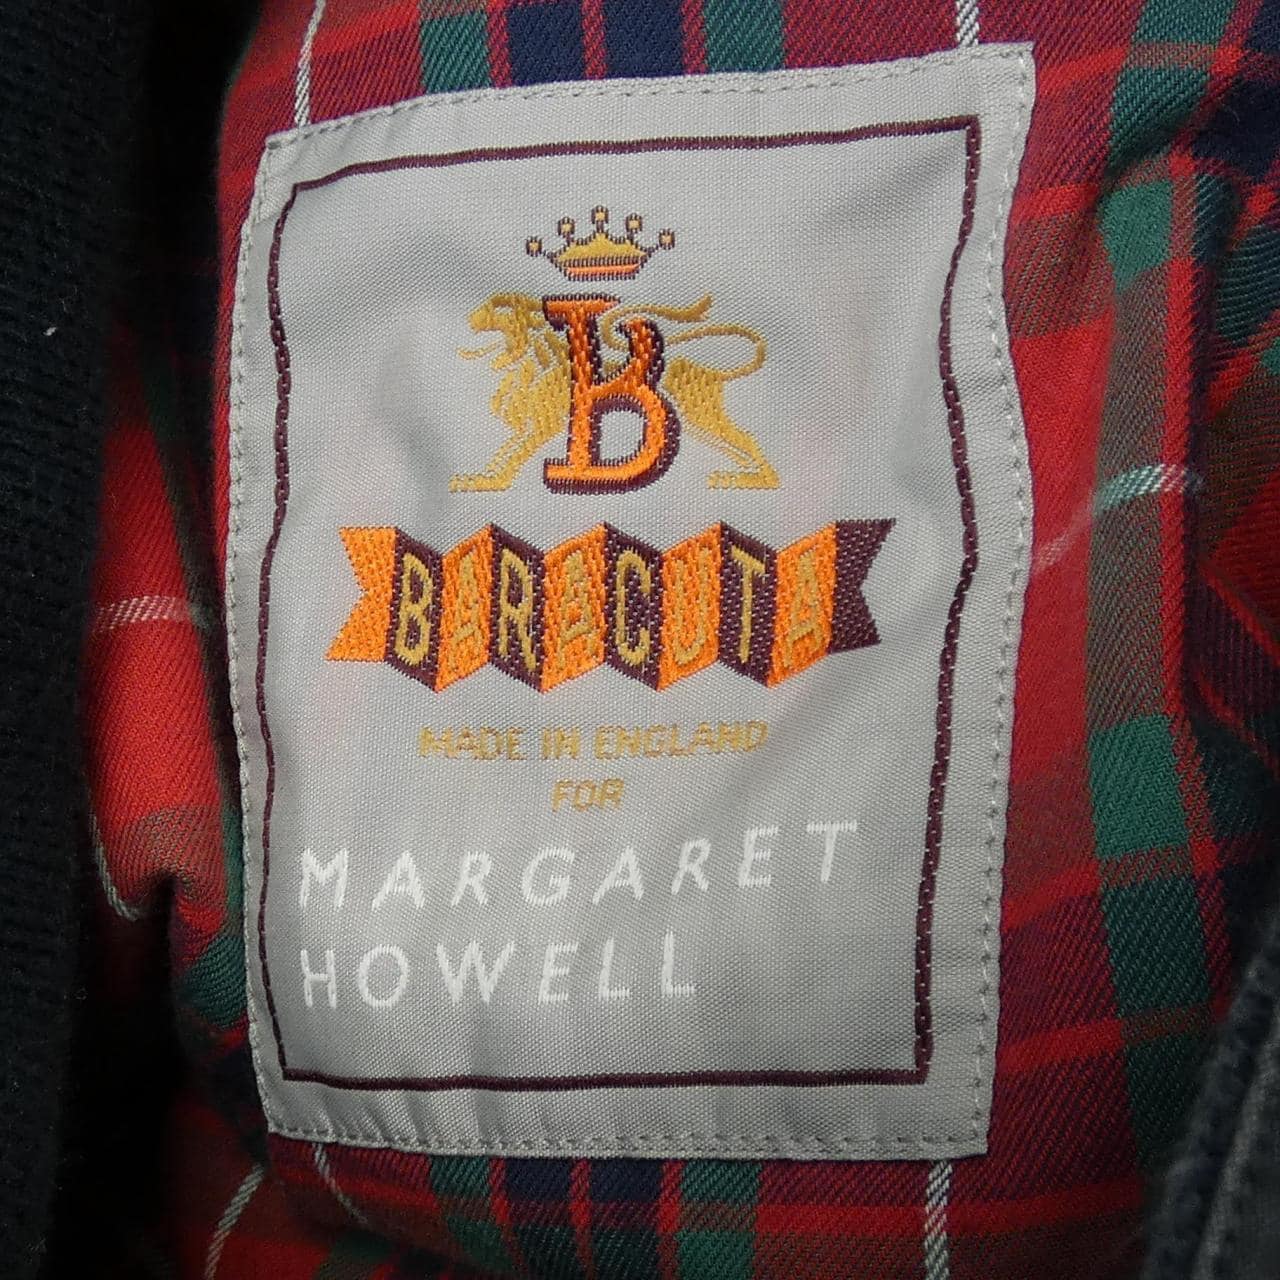 B
BARACUTA
MADE IN ENGLAND
FOR
MARGARET
HOWELL